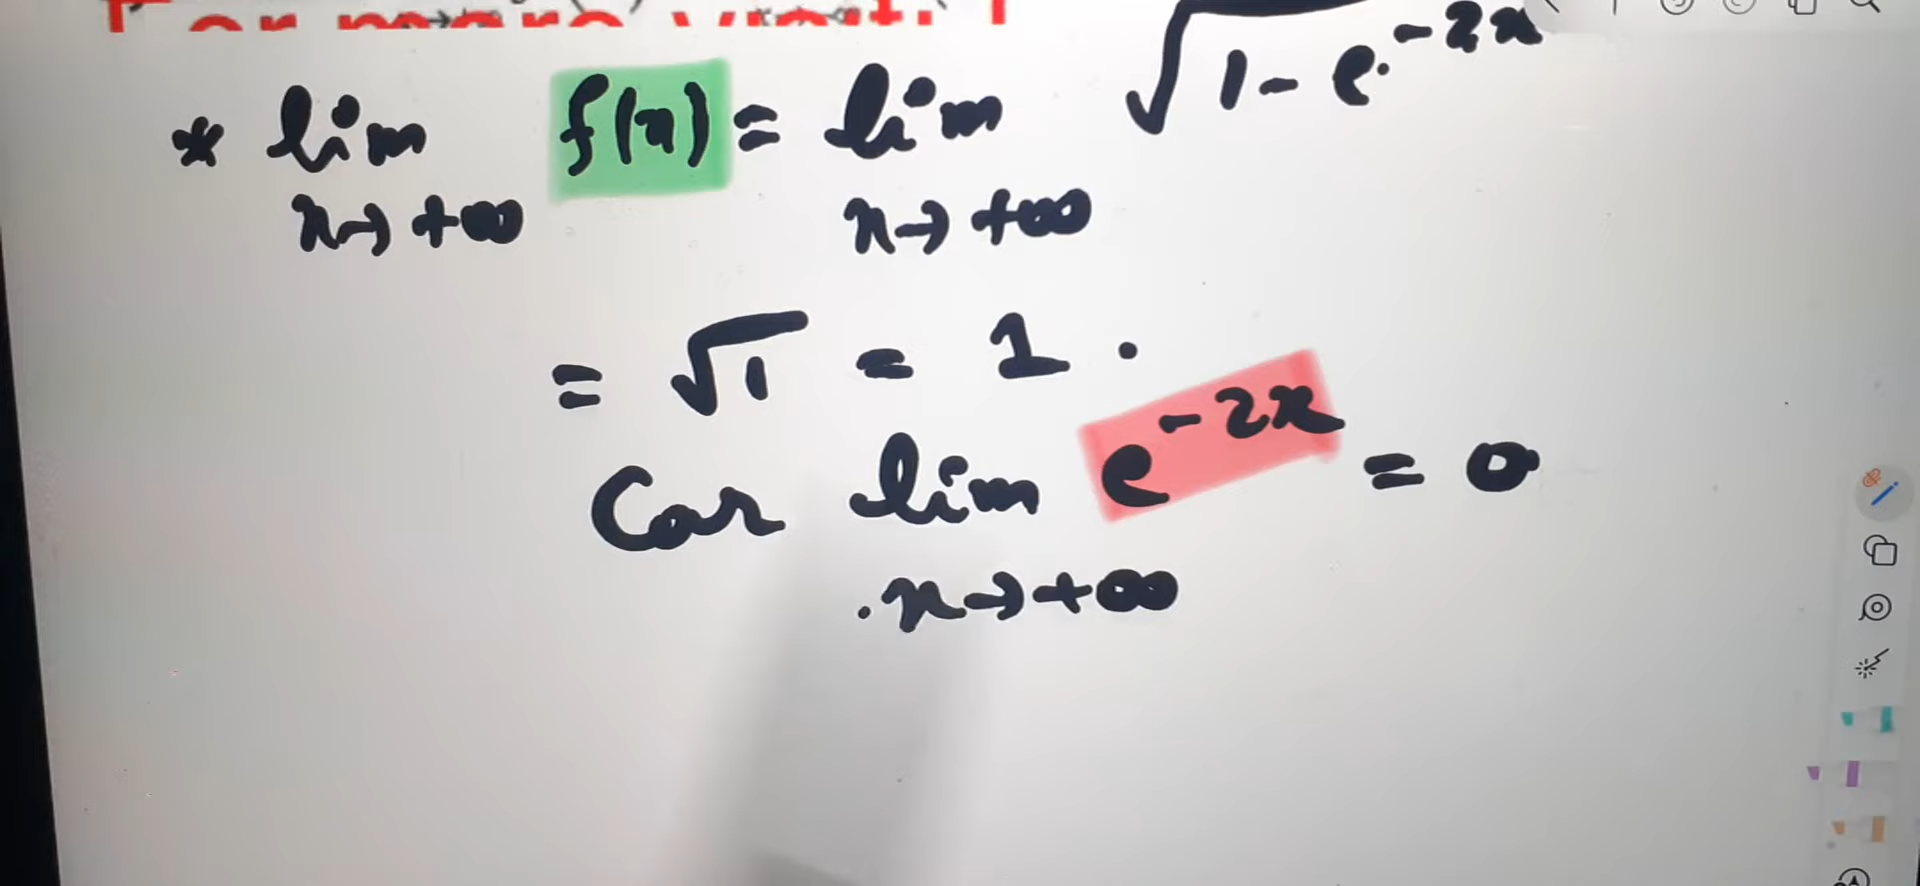 * lim f(x) = lim √1 - e^-2x
x→ +∞ x→ +∞
= √1 = 1 .
Car lim e^-2x = 0
. x→ +∞